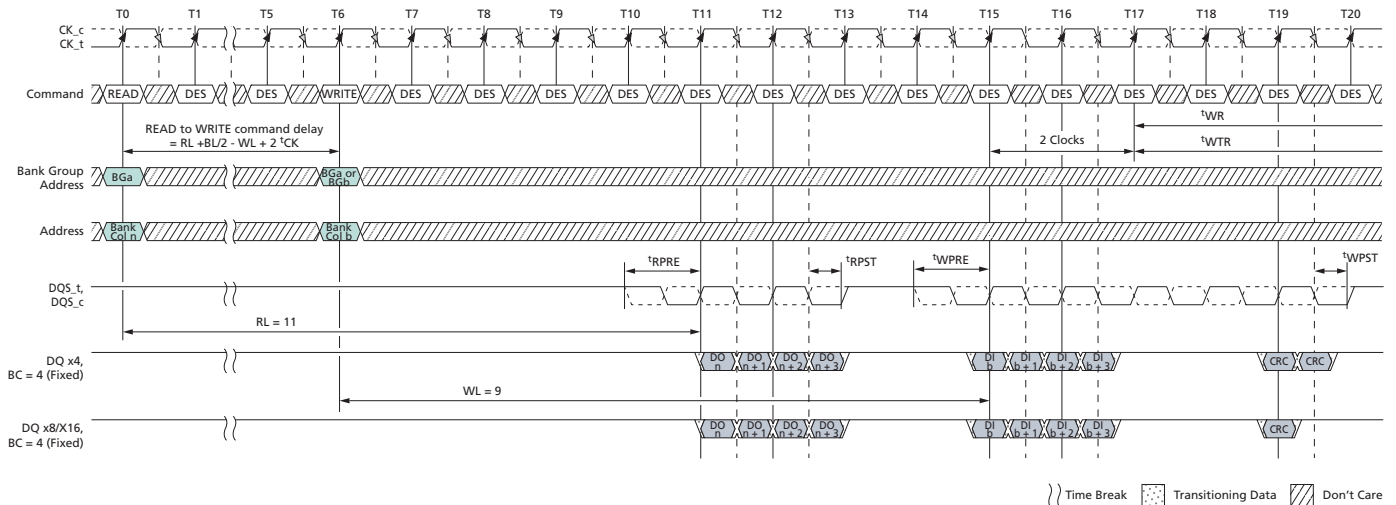 T0 T1 T5 T6 T7 T8 T9 T10 T11 T12 T13 T14 T15 T16 T17 T18 T19 T20
CK_c
CK_t
Command READ DES DES WRITE DES DES DES DES DES DES DES DES DES DES DES DES DES DES
READ to WRITE command delay
= RL +BL/2 - WL + 2 tCK
2 Clocks
tWR
tWTR
Bank Group
Address
BGa
BGa or
BGb
Address
Bank
Col n
Bank
Col b
tRPRE
tRPST
tWPRE
tWPST
DQS_t,
DQS_c
RL = 11
DQ x4,
BC = 4 (Fixed)
DO
n
DO
n + 1
DO
n + 2
DO
n + 3
DI
b
DI
b + 1
DI
b + 2
DI
b + 3
CRC
CRC
WL = 9
DQ x8/X16,
BC = 4 (Fixed)
DO
n
DO
n + 1
DO
n + 2
DO
n + 3
DI
b
DI
b + 1
DI
b + 2
DI
b + 3
CRC
Time Break
Transitioning Data
Don't Care